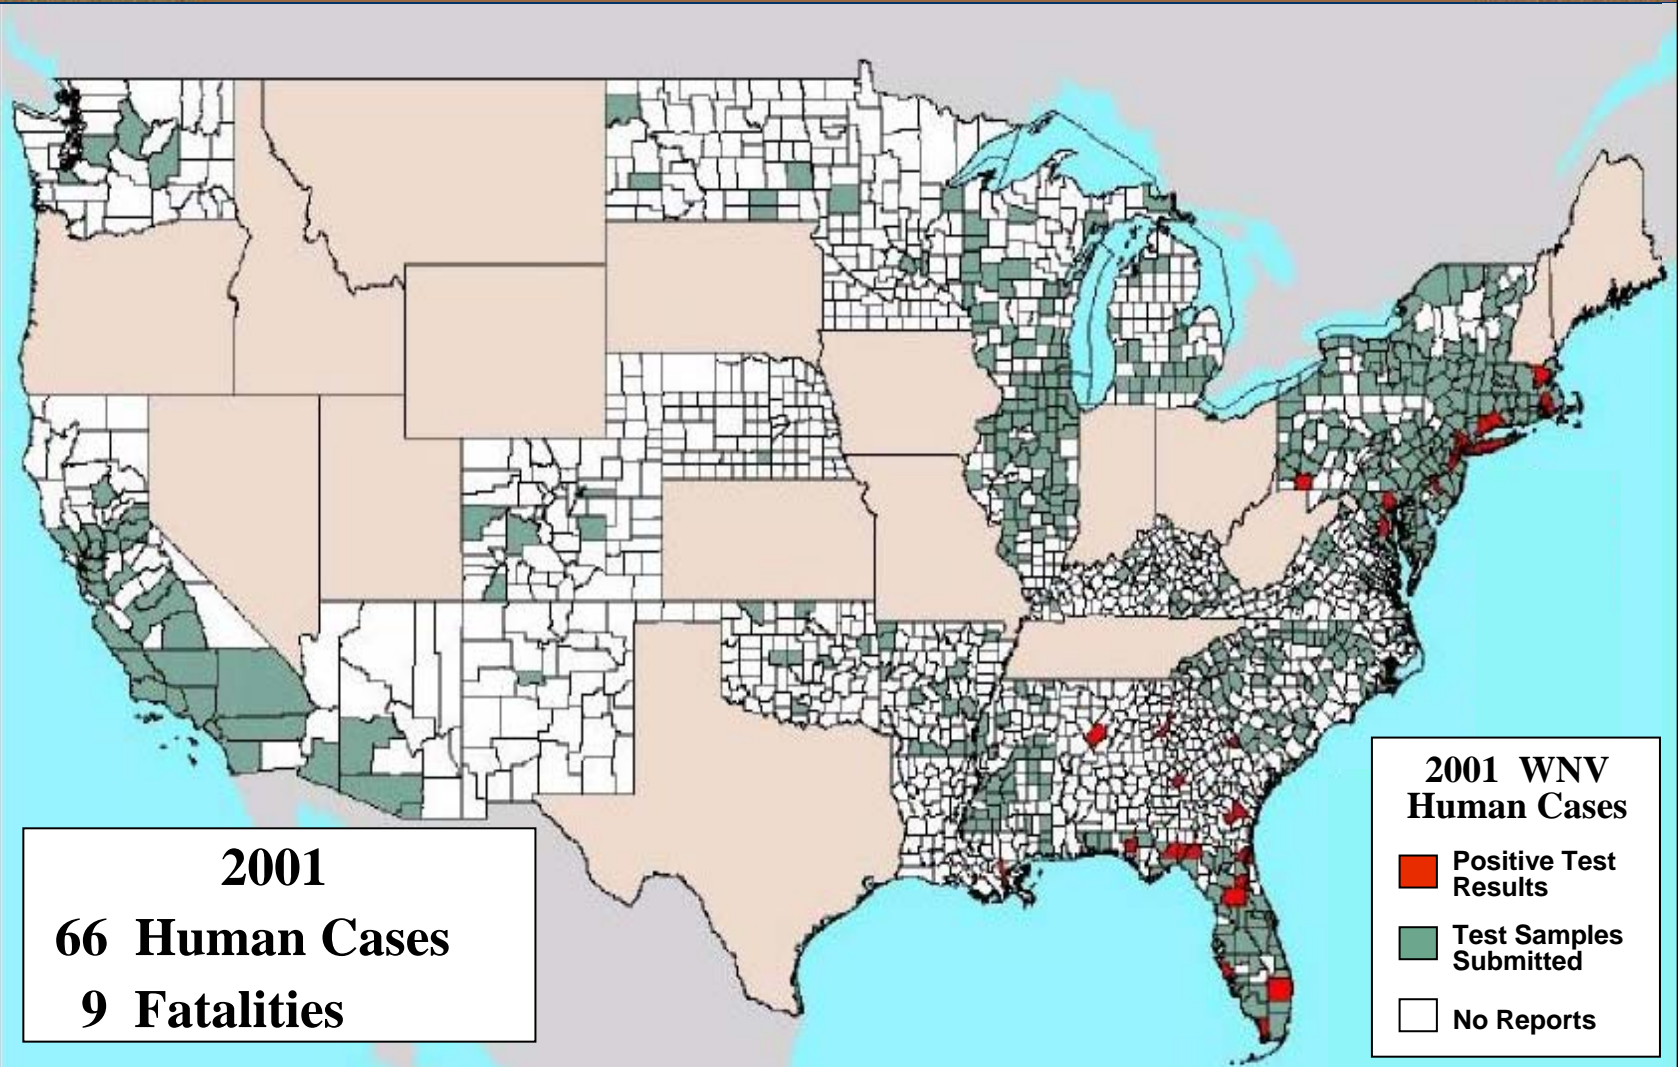 2001
66 Human Cases
9 Fatalities
2001 WNV
Human Cases
Positive Test
Results
Test Samples
Submitted
No Reports